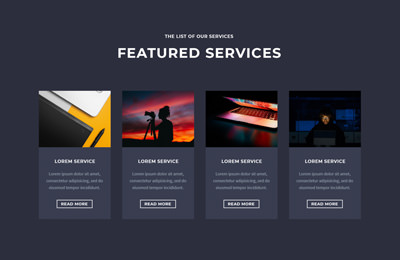 THE LIST OF OUR SERVICES
FEATURED SERVICES
LOREM SERVICE
Lorem ipsum dolor sit amet,
consectetur adipisicing, sed do
eiusmod tempor incididunt.
READ MORE
LOREM SERVICE
Lorem ipsum dolor sit amet,
consectetur adipisicing, and do
eiusmod tempor incididunt.
READ MORE
LOREM SERVICE
Lorem ipsum dolor sit amet,
consectetur adipisicing, sed do
eiusmod tempor incididunt.
READ MORE
LOREM SERVICE
Lorem ipsum dolor sit amet,
consectetur adipisicing, sed do
eiusmod tempor incididunt.
READ MORE